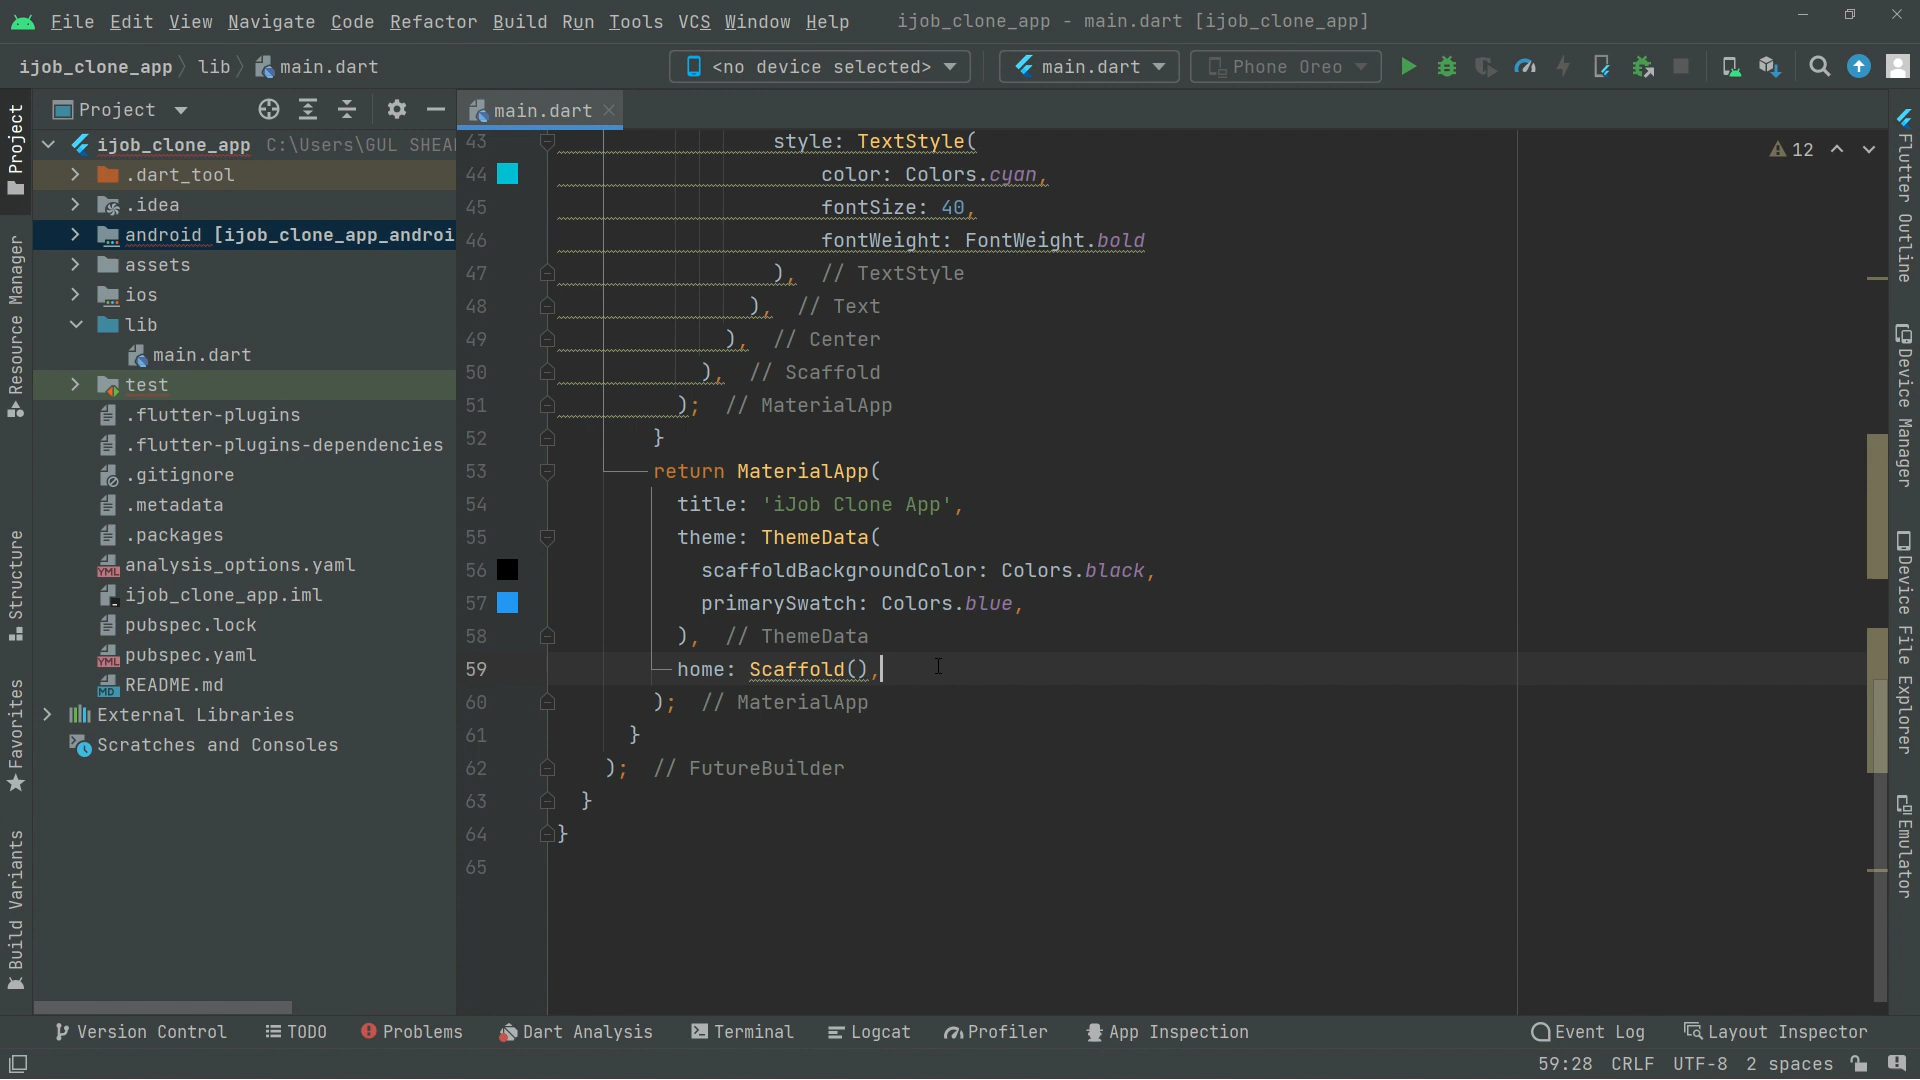 File Edit View Navigate Code Refactor Build Run Tools VCS Window Help ijob_clone_app - main.dart [ijob_clone_app]
ijob_clone_app lib main.dart <no device selected> main.dart Phone Oreo
Project
main.dart
ijob_clone_app C:\Users\GUL SHEA
.dart_tool
.idea
android [ijob_clone_app_androi
assets
ios
lib
main.dart
test
.flutter-plugins
.flutter-plugins-dependencies
.gitignore
.metadata
.packages
analysis_options.yaml
ijob_clone_app.iml
pubspec.lock
pubspec.yaml
README.md
External Libraries
Scratches and Consoles
Project
Resource Manager
Structure
Favorites
Build Variants
43 style: TextStyle(
44 color: Colors.cyan,
45 fontSize: 40,
46 fontWeight: FontWeight.bold
47 ), // TextStyle
48 ), // Text
49 ), // Center
50 ), // Scaffold
51 ); // MaterialApp
52 }
53 return MaterialApp(
54 title: 'iJob Clone App',
55 theme: ThemeData(
56 scaffoldBackgroundColor: Colors.black,
57 primarySwatch: Colors.blue,
58 ), // ThemeData
59 home: Scaffold(),
60 ); // MaterialApp
61 }
62 ); // FutureBuilder
63 }
64 }
65
12
Flutter Outline
Device Manager
Device File Explorer
Emulator
Version Control TODO Problems Dart Analysis Terminal Logcat Profiler App Inspection Event Log Layout Inspector
59:28 CRLF UTF-8 2 spaces